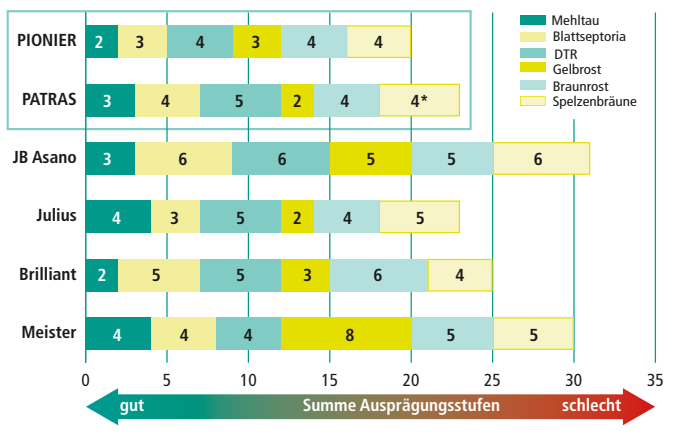 PIONIER 2 3 4 3 4 4
PATRAS 3 4 5 2 4 4*
JB Asano 3 6 6 5 5 6
Julius 4 3 5 2 4 5
Brilliant 2 5 5 3 6 4
Meister 4 4 4 8 5 5
Mehltau
Blattseptoria
DTR
Gelbrost
Braunrost
Spelzenbräune
0 5 10 15 20 25 30 35
gut Summe Ausprägungsstufen schlecht